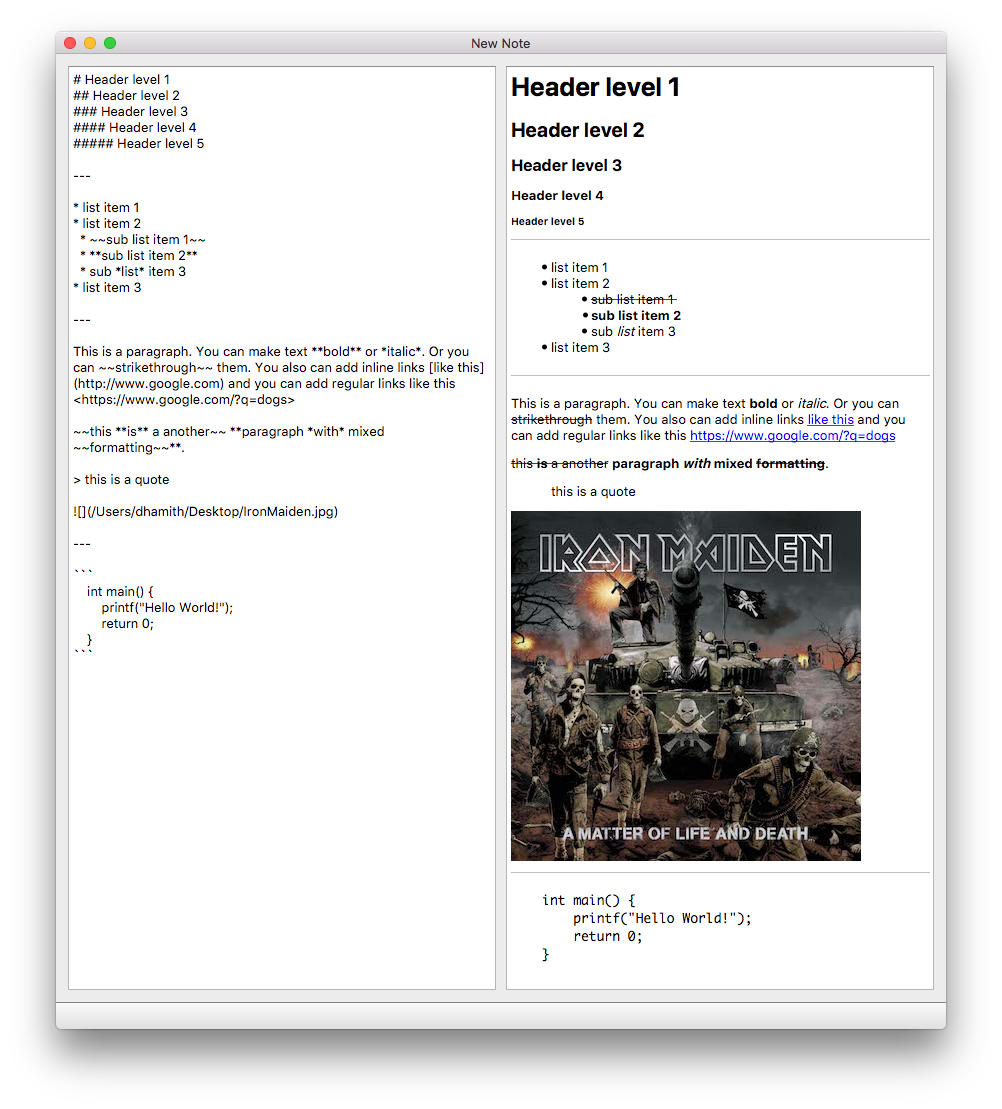 New Note
# Header level 1
## Header level 2
### Header level 3
#### Header level 4
##### Header level 5
---
* list item 1
* list item 2
  * ~~sub list item 1~~
  * **sub list item 2**
  * sub *list* item 3
* list item 3
---
This is a paragraph. You can make text **bold** or *italic*. Or you
can ~~strikethrough~~ them. You also can add inline links [like this]
(http://www.google.com) and you can add regular links like this
<https://www.google.com/?q=dogs>
~~this **is** a another~~ **paragraph *with* mixed
~~formatting~~**.
> this is a quote
![](/Users/dhamith/Desktop/IronMaiden.jpg)
---
```
    int main() {
        printf("Hello World!");
        return 0;
    }
```
Header level 1
Header level 2
Header level 3
Header level 4
Header level 5
• list item 1
• list item 2
• sub list item 1
• sub list item 2
• sub list item 3
• list item 3
This is a paragraph. You can make text bold or italic. Or you can
strikethrough them. You also can add inline links like this and you
can add regular links like this https://www.google.com/?q=dogs
this is a another paragraph with mixed formatting.
this is a quote
IRON MAIDEN
A MATTER OF LIFE AND DEATH
int main() {
    printf("Hello World!");
    return 0;
}